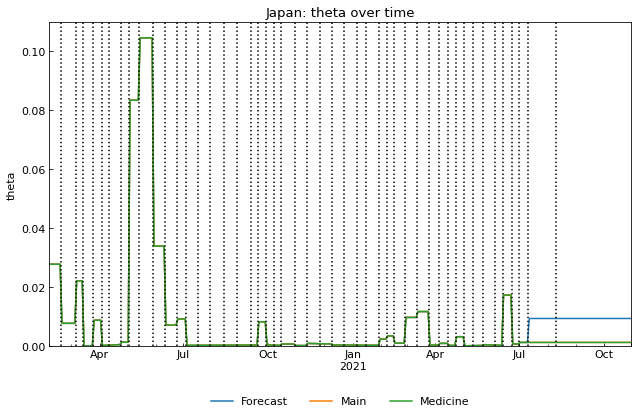 Japan: theta over time
theta
0.10
0.08
0.06
0.04
0.02
0.00
Apr Jul Oct Jan Apr Jul Oct
2021
Forecast Main Medicine